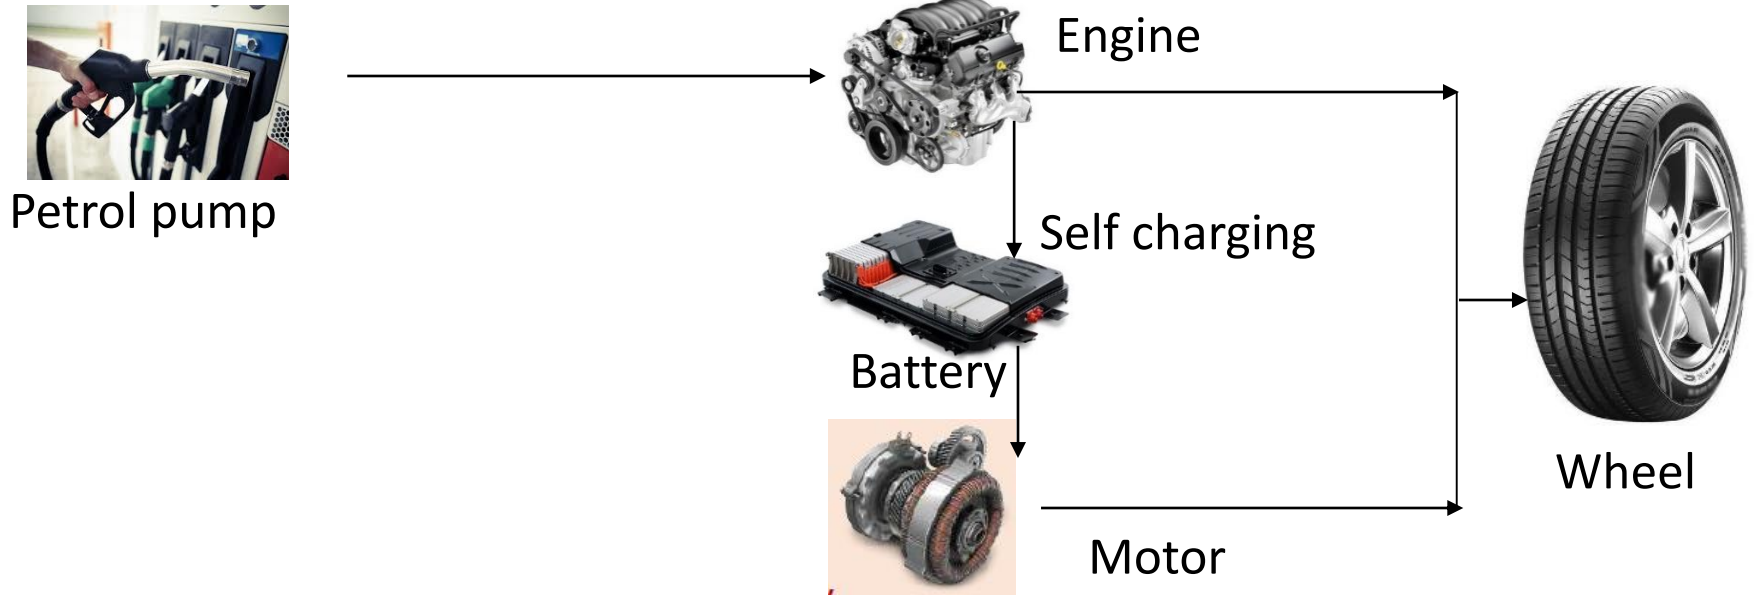 Engine
Petrol pump
Self charging
Battery
Wheel
Motor